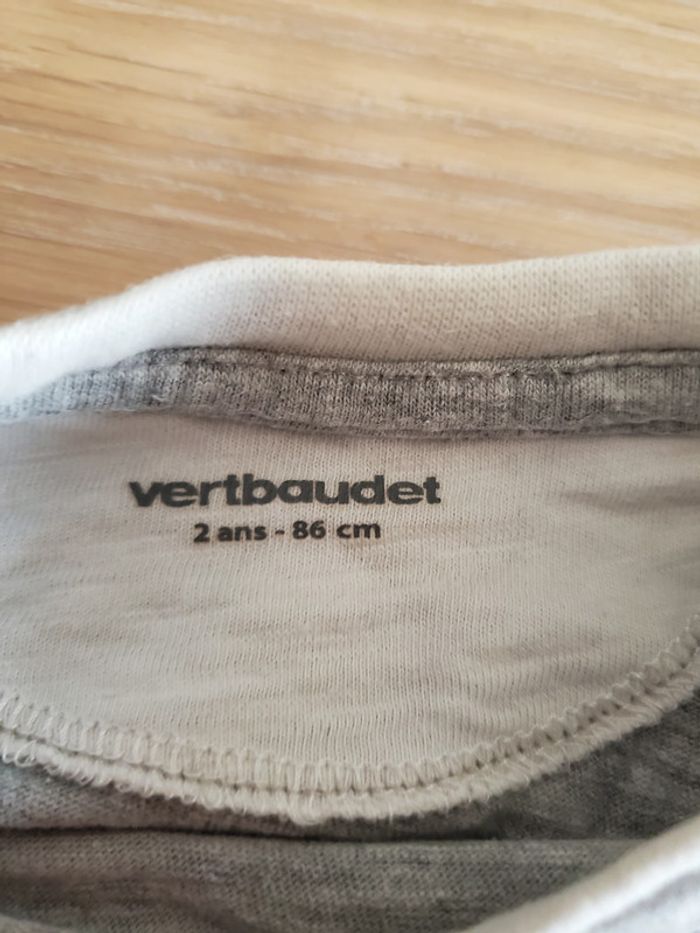 vertbaudet
2 ans - 86 cm